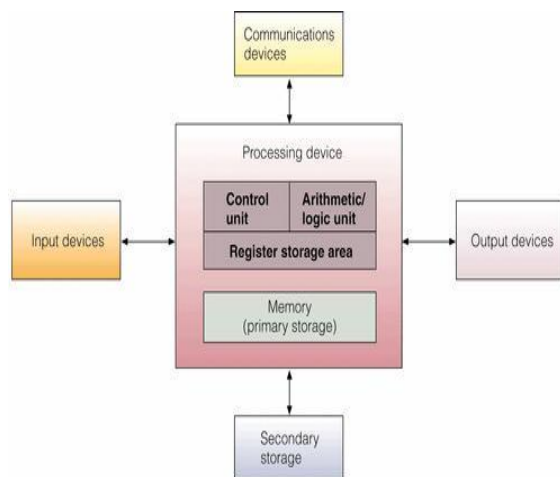 Communications
devices
Processing device
Control
unit
Arithmetic/
logic unit
Register storage area
Memory
(primary storage)
Input devices
Output devices
Secondary
storage